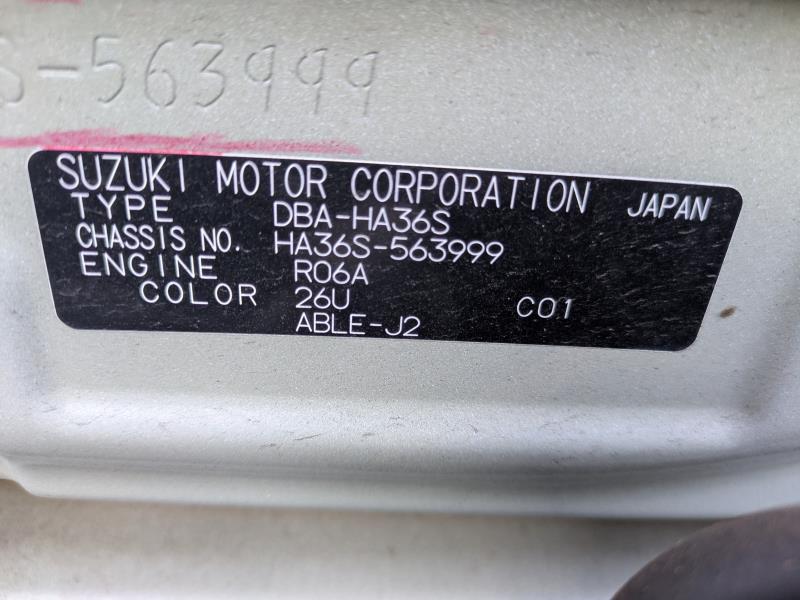 S-563999
SUZUKI MOTOR CORPORATION JAPAN
TYPE DBA-HA36S
CHASSIS NO. HA36S-563999
ENGINE R06A
COLOR 26U C01
ABLE-J2